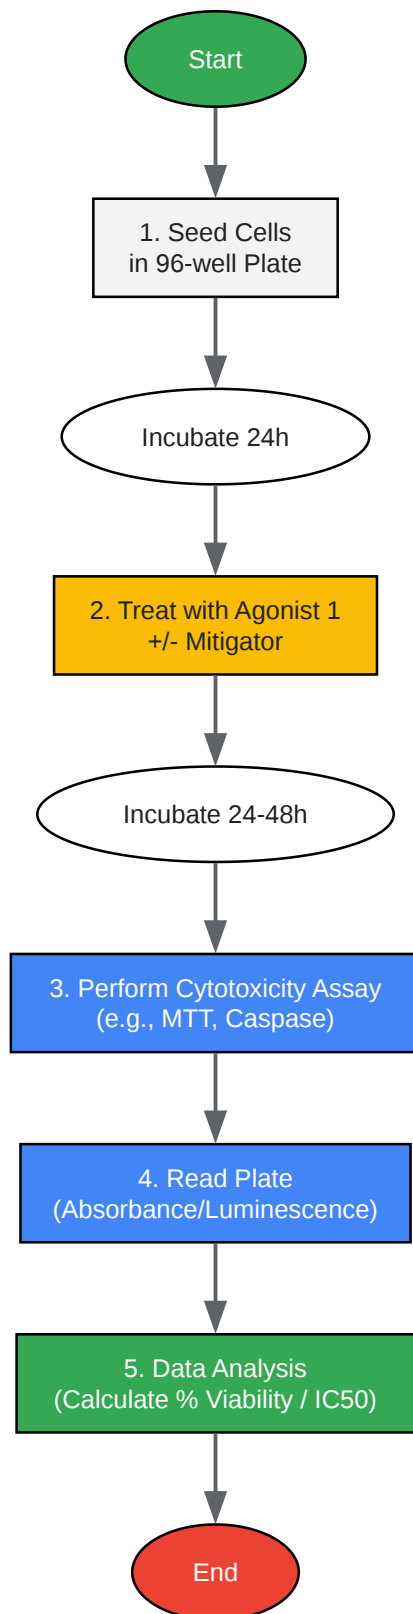 Start
1. Seed Cells
in 96-well Plate
Incubate 24h
2. Treat with Agonist 1
+/- Mitigator
Incubate 24-48h
3. Perform Cytotoxicity Assay
(e.g., MTT, Caspase)
4. Read Plate
(Absorbance/Luminescence)
5. Data Analysis
(Calculate % Viability / IC50)
End